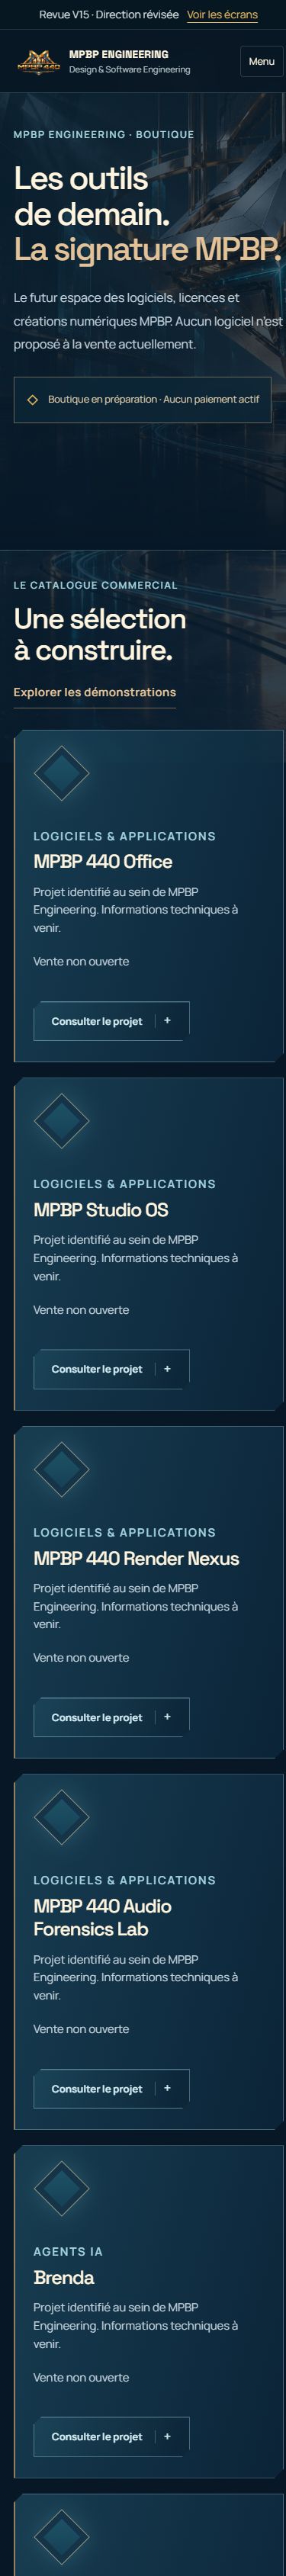 Revue V15 · Direction révisée Voir les écrans
MPBP 440
MPBP ENGINEERING
Design & Software Engineering
Menu
MPBP ENGINEERING · BOUTIQUE
Les outils
de demain.
La signature MPBP.
Le futur espace des logiciels, licences et
créations numériques MPBP. Aucun logiciel n'est
proposé à la vente actuellement.
Boutique en préparation · Aucun paiement actif
LE CATALOGUE COMMERCIAL
Une sélection
à construire.
Explorer les démonstrations
LOGICIELS & APPLICATIONS
MPBP 440 Office
Projet identifié au sein de MPBP
Engineering. Informations techniques à
venir.
Vente non ouverte
Consulter le projet +
LOGICIELS & APPLICATIONS
MPBP Studio OS
Projet identifié au sein de MPBP
Engineering. Informations techniques à
venir.
Vente non ouverte
Consulter le projet +
LOGICIELS & APPLICATIONS
MPBP 440 Render Nexus
Projet identifié au sein de MPBP
Engineering. Informations techniques à
venir.
Vente non ouverte
Consulter le projet +
LOGICIELS & APPLICATIONS
MPBP 440 Audio
Forensics Lab
Projet identifié au sein de MPBP
Engineering. Informations techniques à
venir.
Vente non ouverte
Consulter le projet +
AGENTS IA
Brenda
Projet identifié au sein de MPBP
Engineering. Informations techniques à
venir.
Vente non ouverte
Consulter le projet +